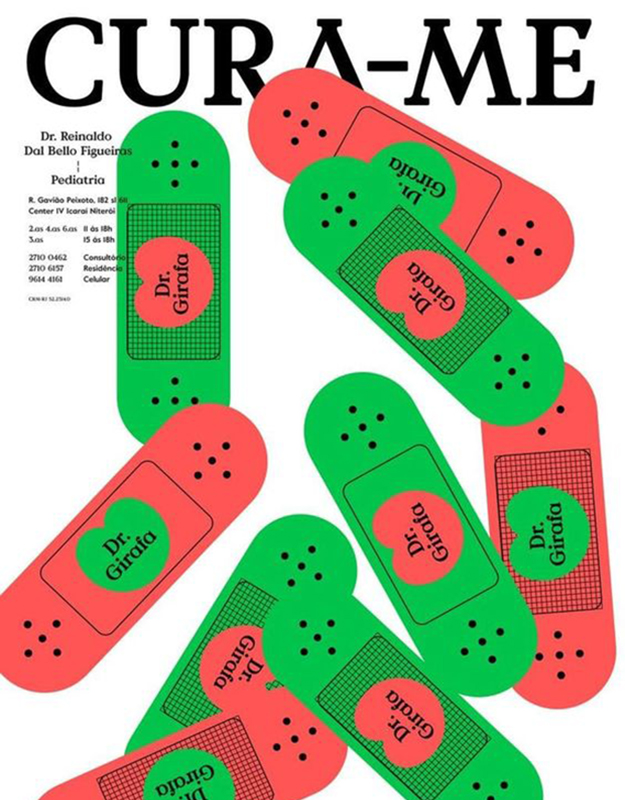 CURA-ME
Dr. Reinaldo
Dal Bello Figueiras
Pediatria
R. Gavião Peixoto, 182 sl
Center IV Icaraí Niterói
2.as 4.as 6.as 11 às 18h
3.as 15 às 18h
2710 0462 Consultório
2710 6157 Residência
9614 4161 Celular
Dr.
Girafa
Dr.
Girafa
Dr.
Girafa
Dr.
Girafa
Dr.
Girafa
Dr.
Girafa
Dr.
Girafa
Dr.
Girafa
Girafa